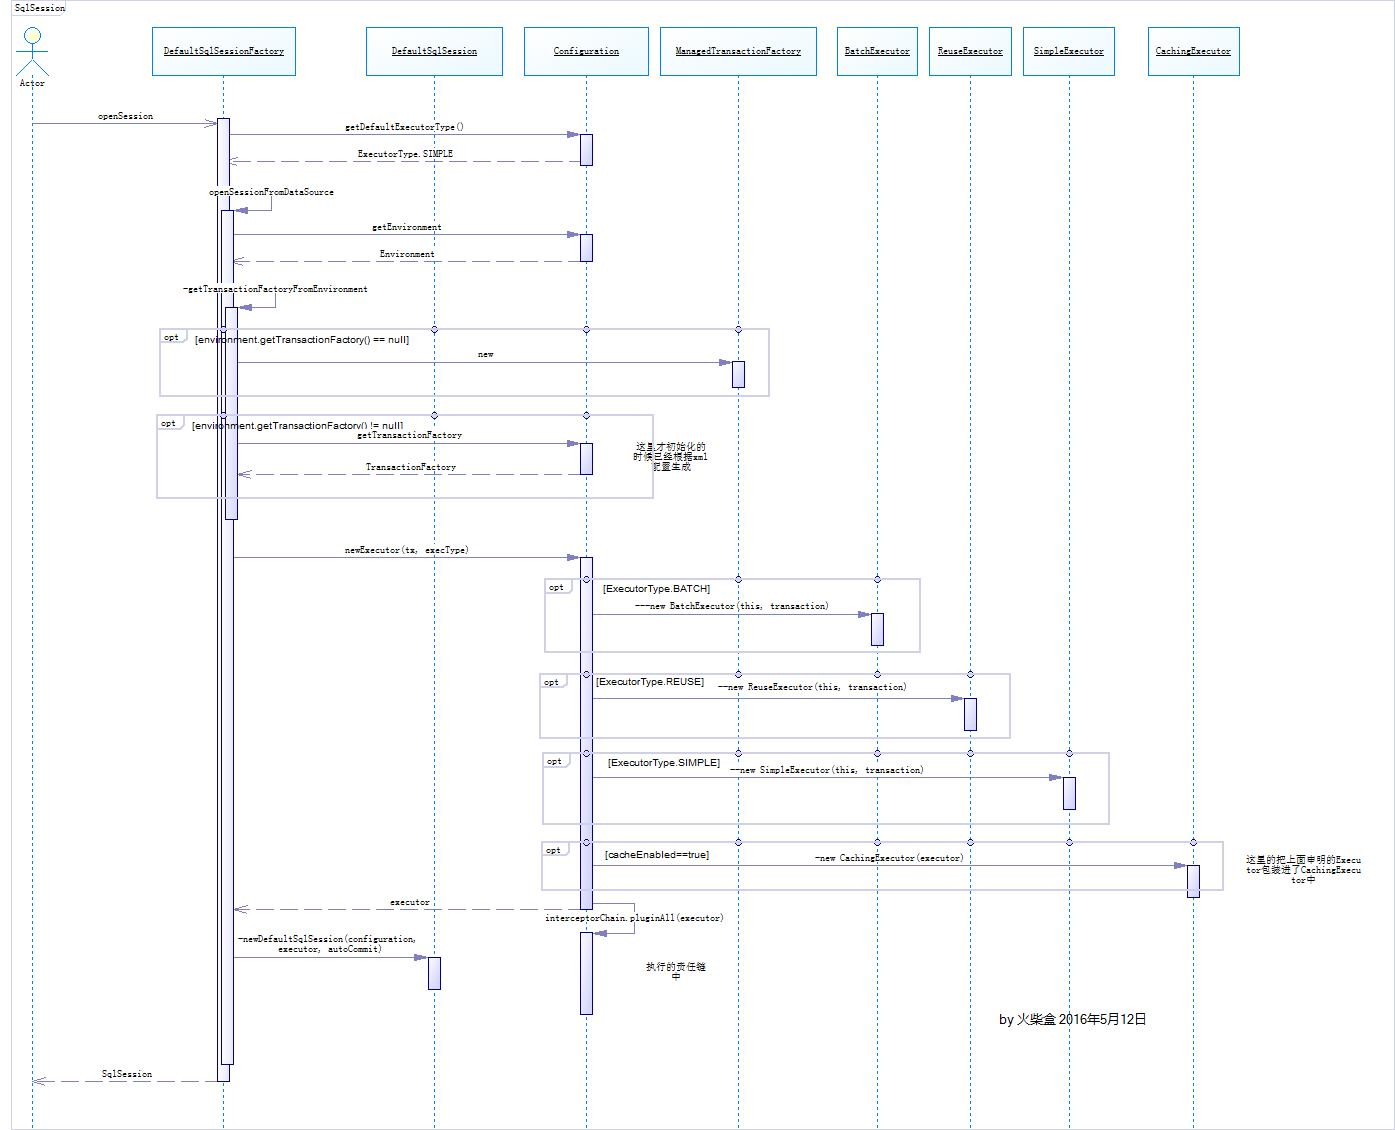 SqlSession
DefaultSqlSessionFactory
DefaultSqlSession
Configuration
ManagedTransactionFactory
BatchExecutor
ReuseExecutor
SimpleExecutor
CachingExecutor
Actor
openSession
getDefaultExecutorType()
ExecutorType.SIMPLE
openSessionFromDataSource
getEnvironment
Environment
-getTransactionFactoryFromEnvironment
opt
[environment.getTransactionFactory() == null]
new
opt
[environment.getTransactionFactory() != null]
getTransactionFactory
这里才初始化的
时候已经根据xml
配置生成
TransactionFactory
newExecutor(tx, execType)
opt
[ExecutorType.BATCH]
---new BatchExecutor(this, transaction)
opt
[ExecutorType.REUSE]
--new ReuseExecutor(this, transaction)
opt
[ExecutorType.SIMPLE]
--new SimpleExecutor(this, transaction)
opt
[cacheEnabled==true]
-new CachingExecutor(executor)
这里的把上面申明的Execu
tor包装进了CachingExecu
tor中
executor
interceptorChain.pluginAll(executor)
-newDefaultSqlSession(configuration,
executor, autoCommit)
执行的责任链
中
by 火柴盒 2016年5月12日
SqlSession